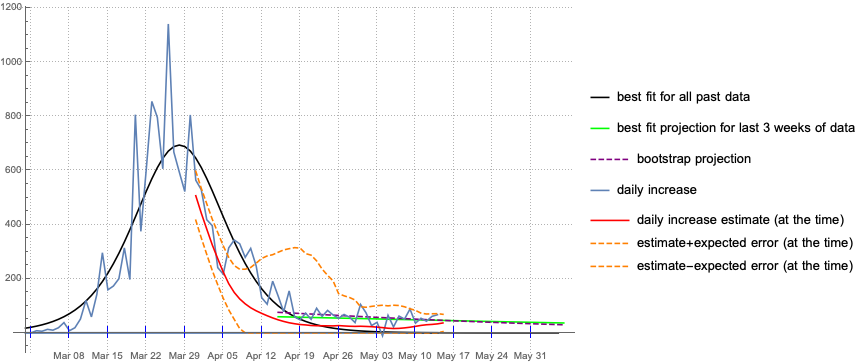 1200
1000
800
600
400
200
Mar 08 Mar 15 Mar 22 Mar 29 Apr 05 Apr 12 Apr 19 Apr 26 May 03 May 10 May 17 May 24 May 31
best fit for all past data
best fit projection for last 3 weeks of data
bootstrap projection
daily increase
daily increase estimate (at the time)
estimate+expected error (at the time)
estimate−expected error (at the time)